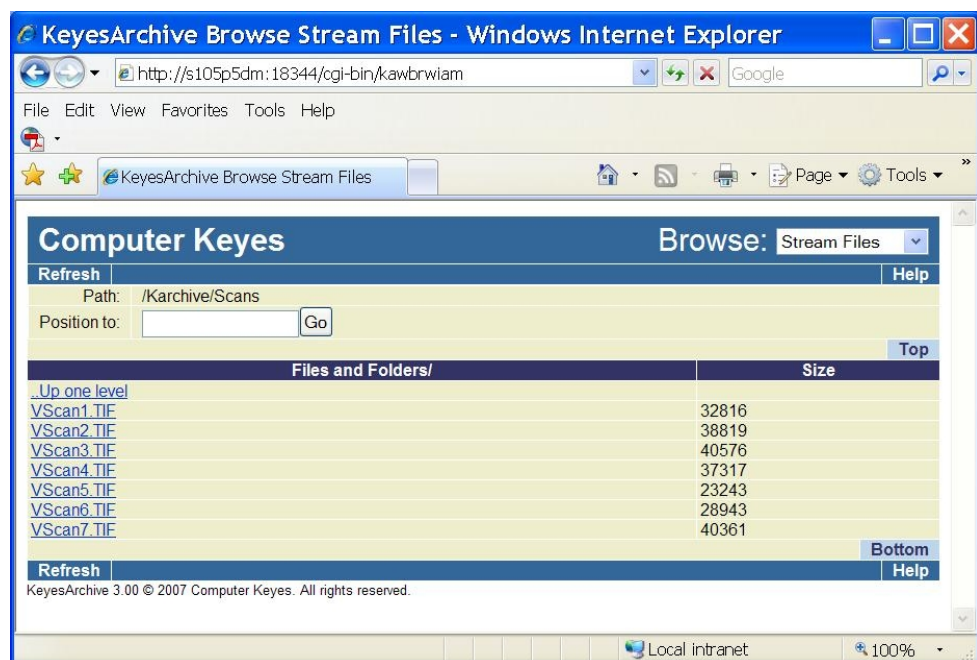 KeyesArchive Browse Stream Files - Windows Internet Explorer
http://s105p5dm:18344/cgi-bin/kawbrwiam Google
File Edit View Favorites Tools Help
KeyesArchive Browse Stream Files Page Tools »
Computer Keyes Browse: Stream Files
Refresh Help
Path: /Karchive/Scans
Position to: Go
Top
Files and Folders/ Size
..Up one level
VScan1.TIF 32816
VScan2.TIF 38819
VScan3.TIF 40576
VScan4.TIF 37317
VScan5.TIF 23243
VScan6.TIF 28943
VScan7.TIF 40361
Bottom
Refresh Help
KeyesArchive 3.00 © 2007 Computer Keyes. All rights reserved.
Local intranet 100%